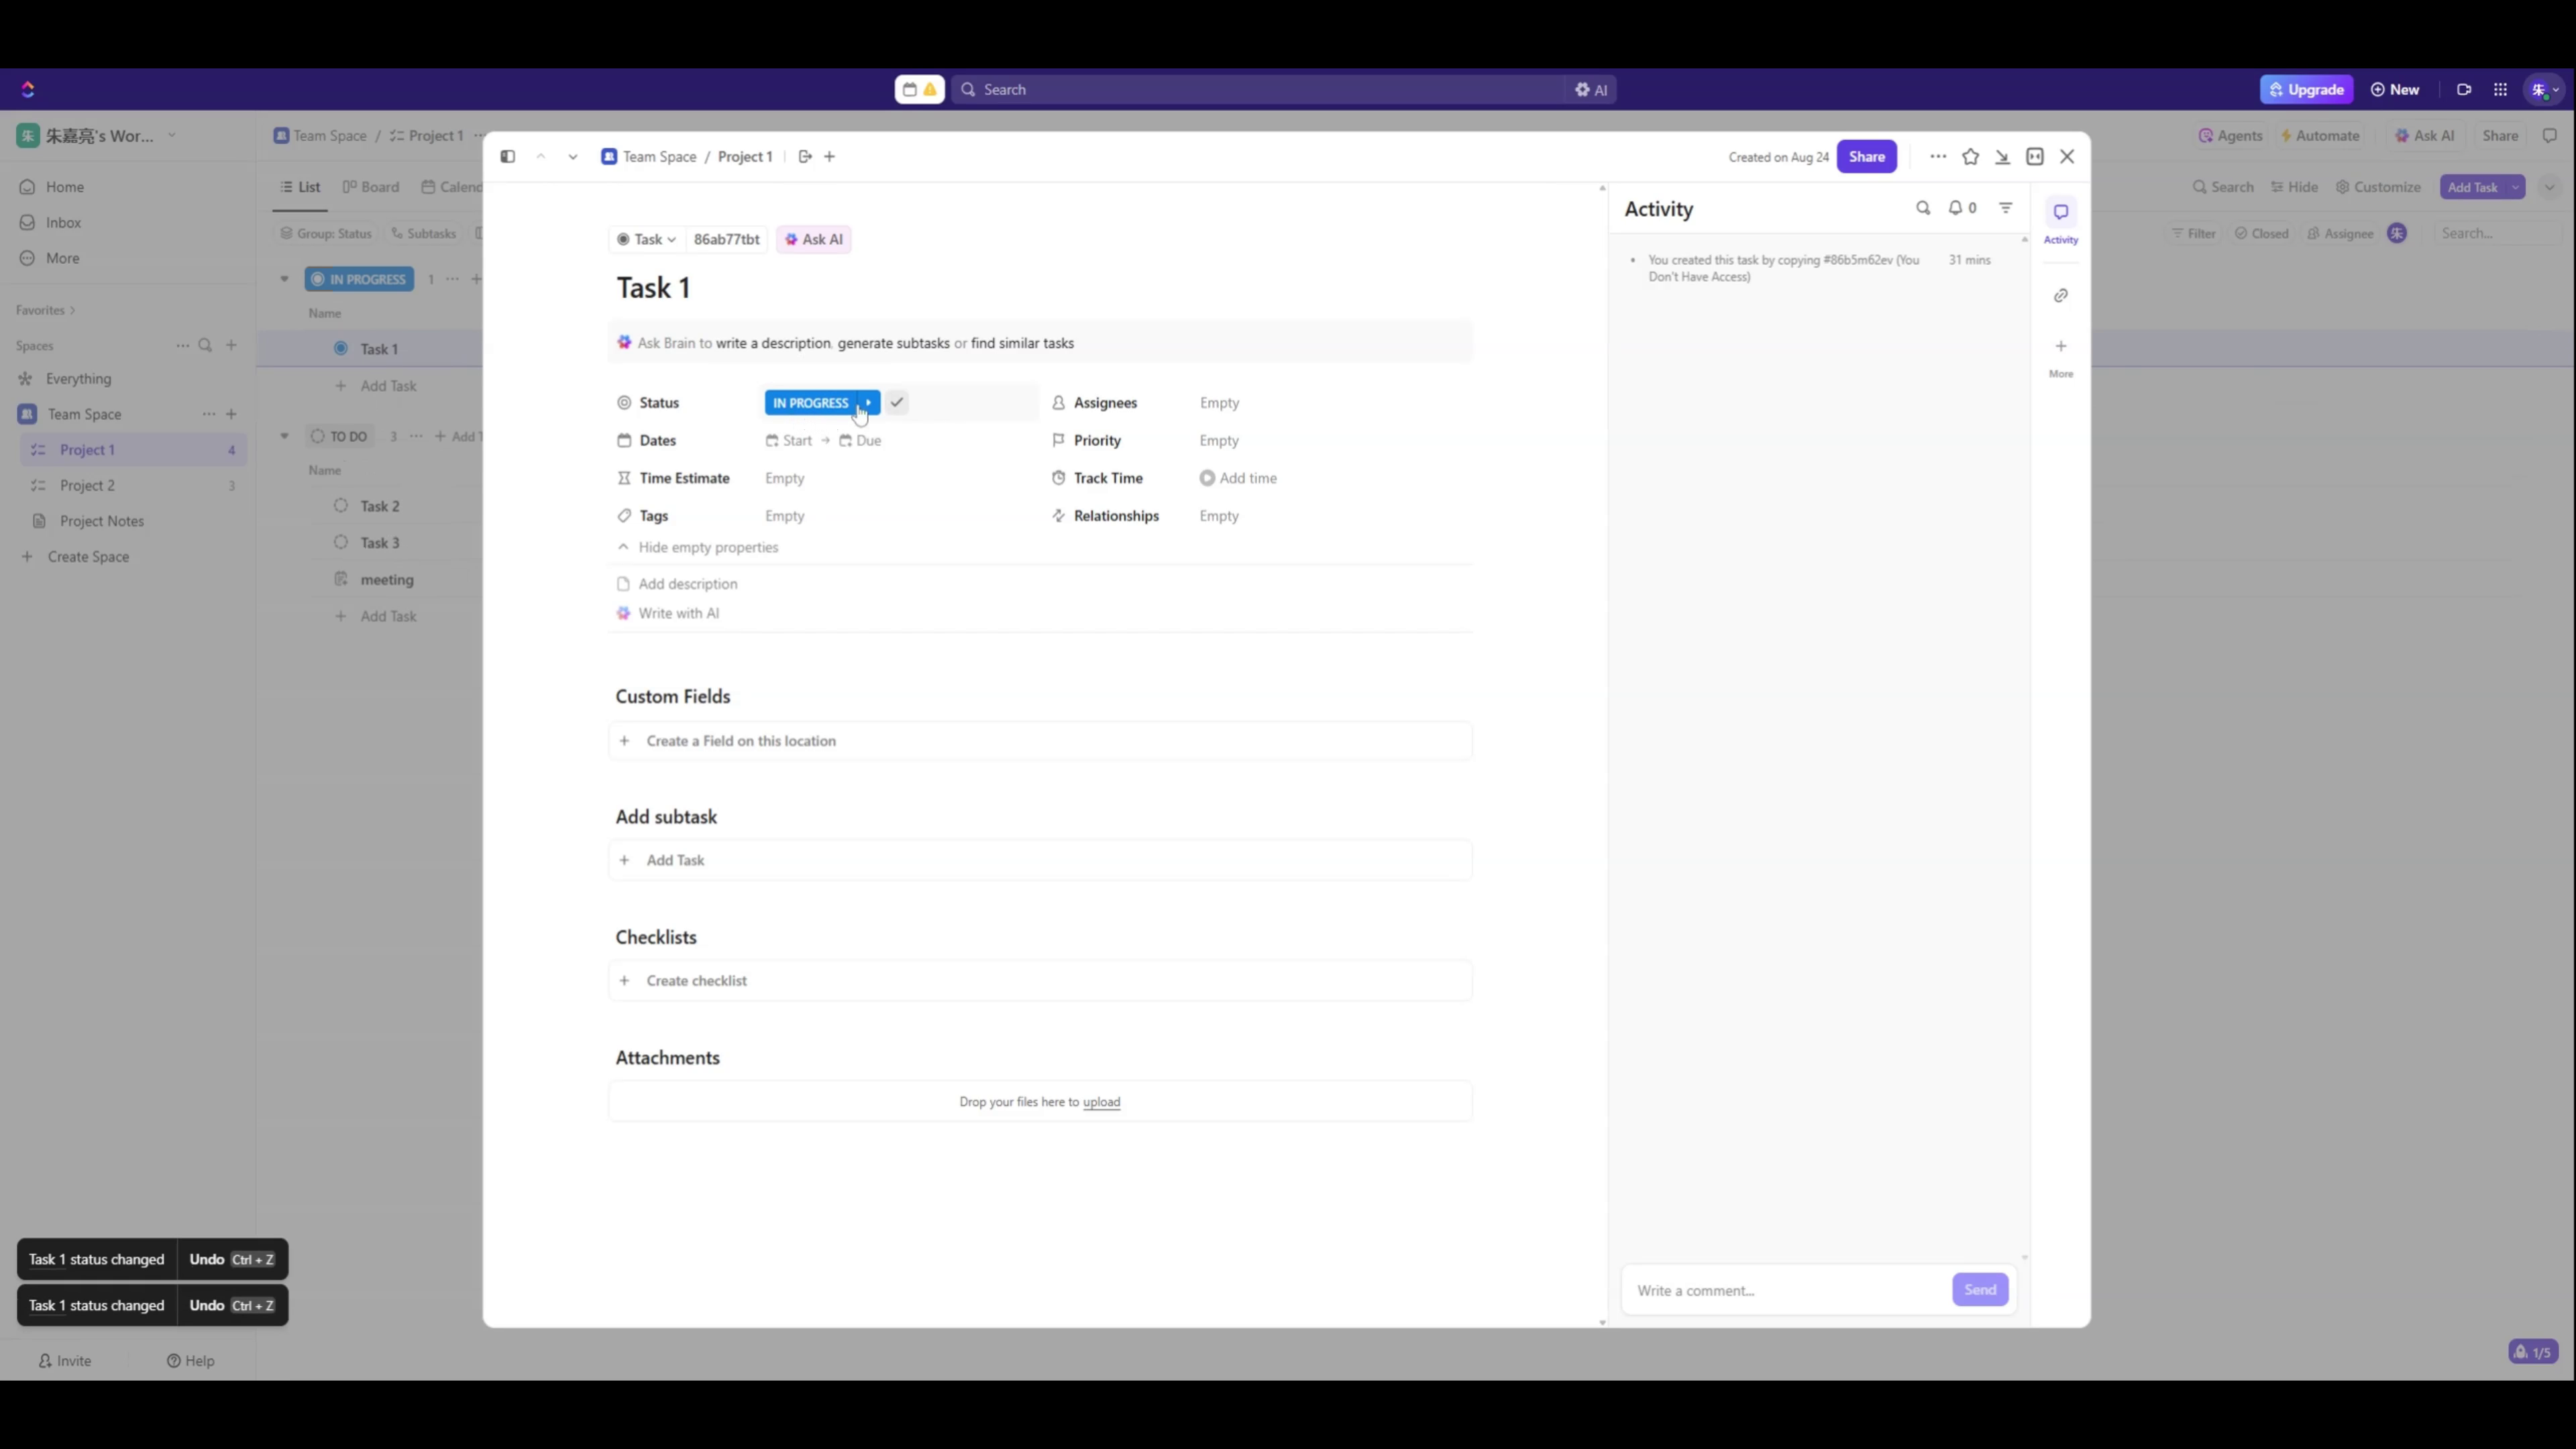 Search
AI
Upgrade
New
朱
朱 朱嘉亮's Wor...
Team Space / Project 1 ...
Agents
Automate
Ask AI
Share
Home
Inbox
More
Favorites
Spaces
Everything
Team Space
Project 1 4
Project 2 3
Project Notes
Create Space
List
Board
Calend
Group: Status
Subtasks
IN PROGRESS 1 ... +
Name
Task 1
+ Add Task
TO DO 3 ... + Add T
Name
Task 2
Task 3
meeting
+ Add Task
Search
Hide
Customize
Add Task
Filter
Closed
Assignee
朱
Search...
Team Space / Project 1
Created on Aug 24
Share
Task
86ab77tbt
Ask AI
Task 1
Ask Brain to write a description, generate subtasks or find similar tasks
Status IN PROGRESS
Assignees Empty
Dates Start → Due
Priority Empty
Time Estimate Empty
Track Time Add time
Tags Empty
Relationships Empty
Hide empty properties
Add description
Write with AI
Custom Fields
+ Create a Field on this location
Add subtask
+ Add Task
Checklists
+ Create checklist
Attachments
Drop your files here to upload
Activity
0
• You created this task by copying #86b5m62ev (You 31 mins
Don't Have Access)
Write a comment...
Send
Activity
More
Task 1 status changed Undo Ctrl + Z
Task 1 status changed Undo Ctrl + Z
Invite
Help
1/5